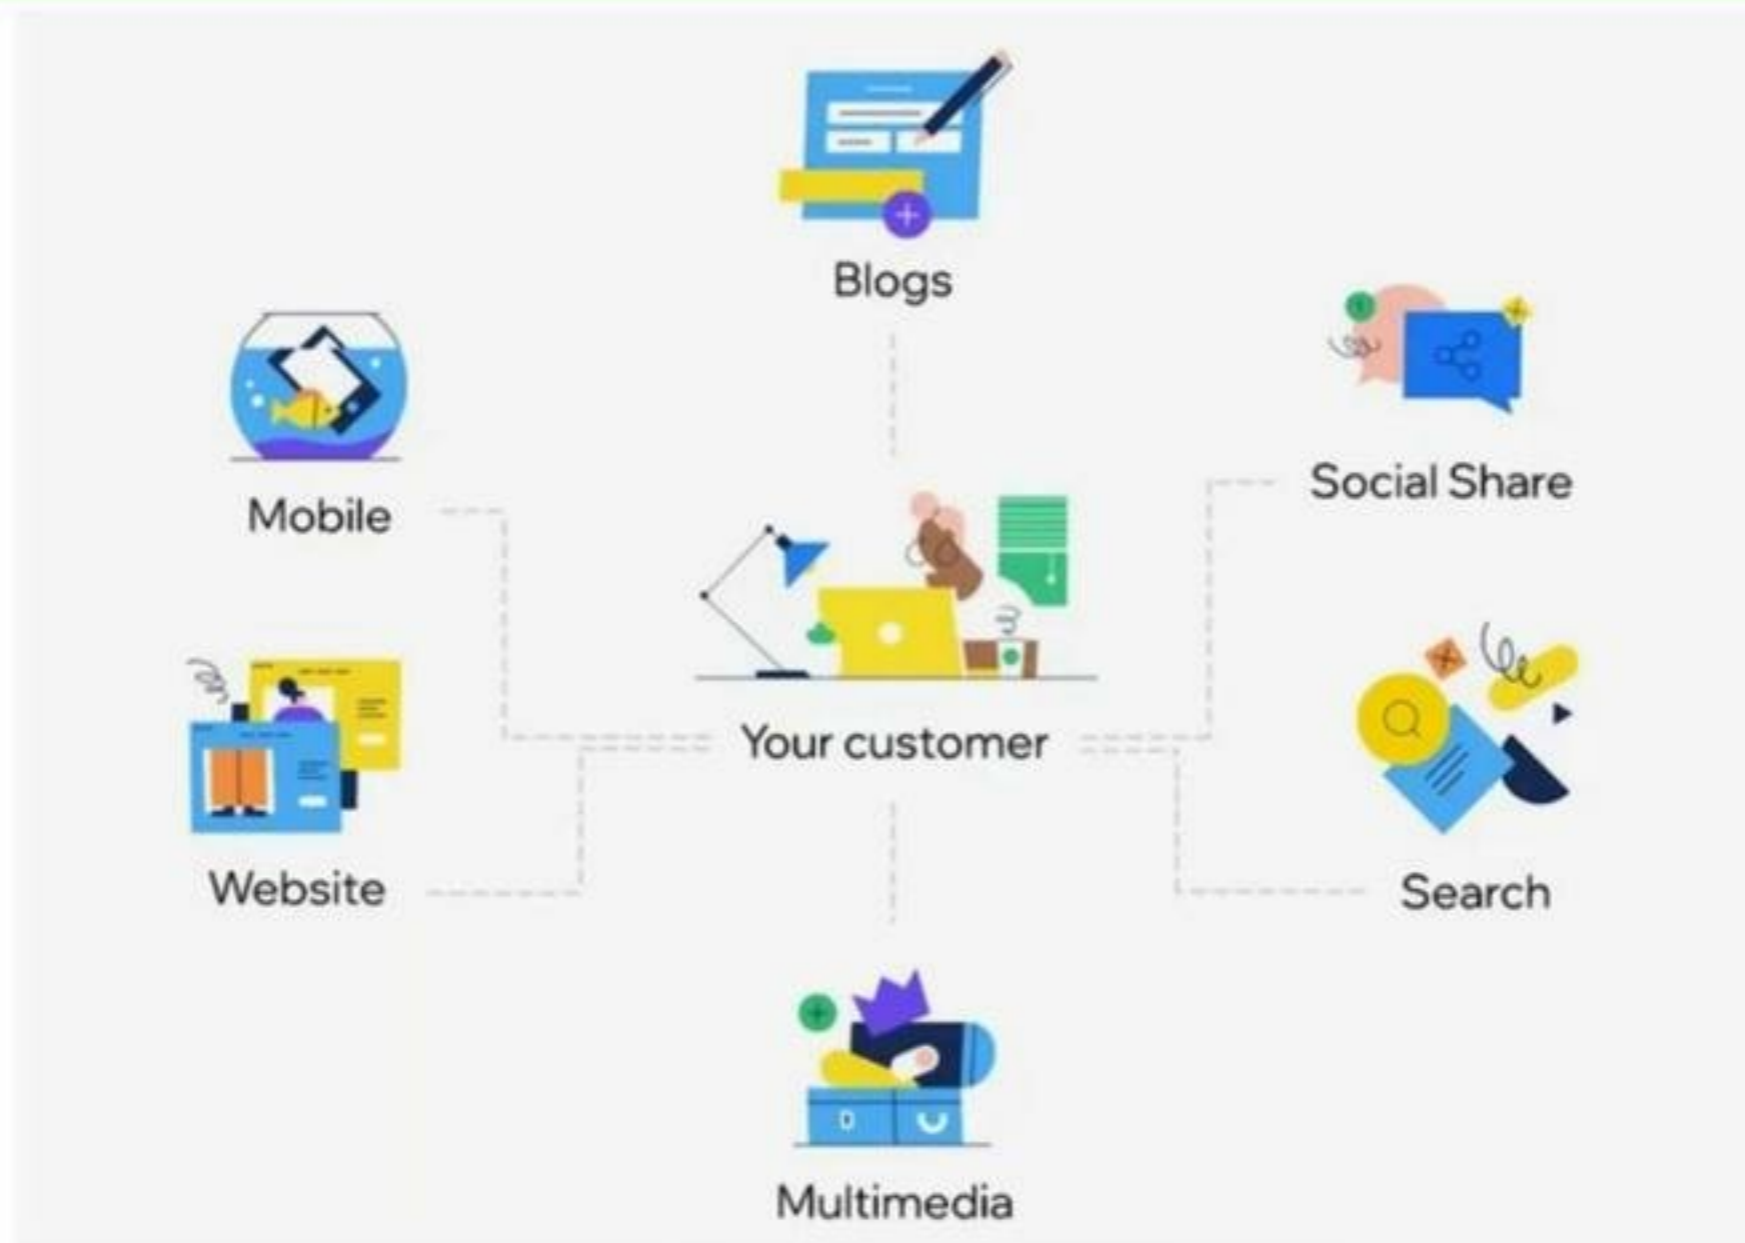 Blogs
Mobile
Social Share
Your customer
Website
Search
Multimedia